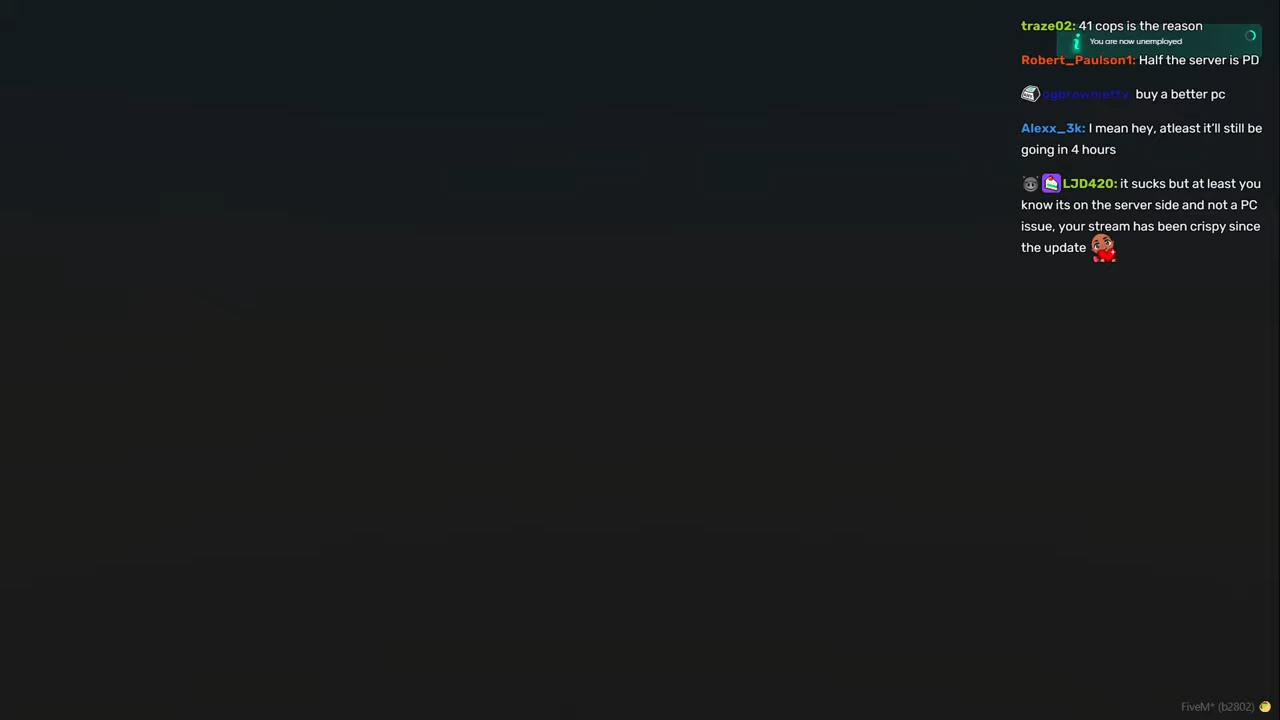 traze02: 41 cops is the reason
You are now unemployed
Robert_Paulson1: Half the server is PD
buy a better pc
Alexx_3k: I mean hey, atleast it'll still be
going in 4 hours
LJD420: it sucks but at least you
know its on the server side and not a PC
issue, your stream has been crispy since
the update
FiveM* (b2802)